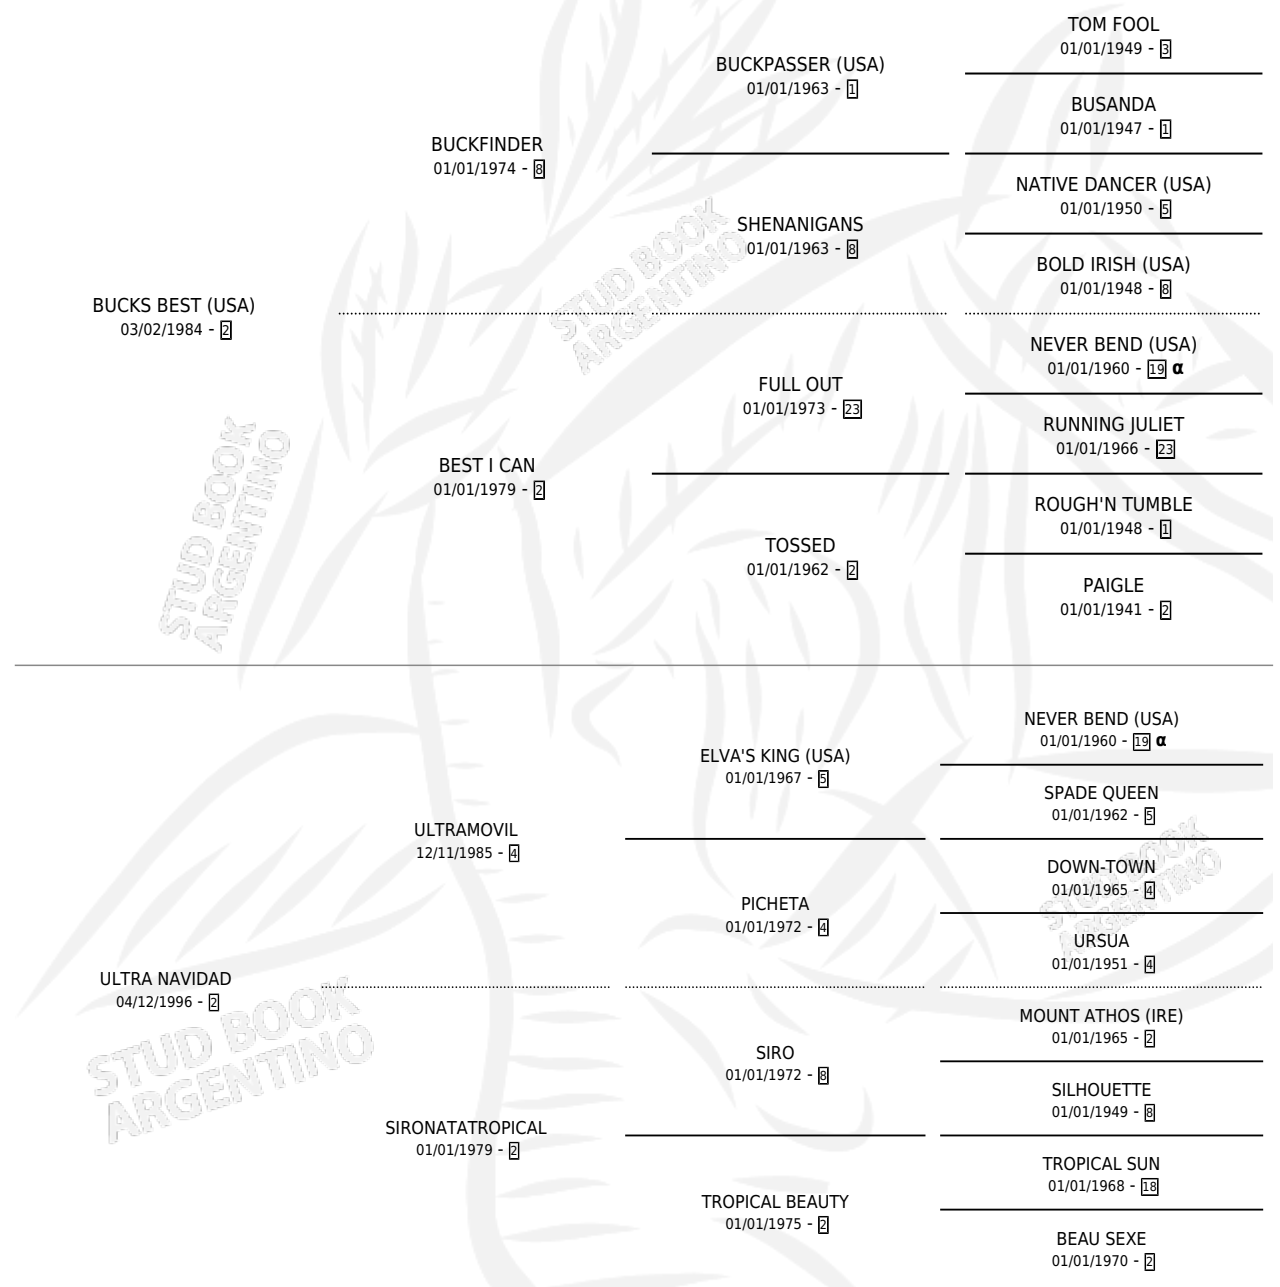 TOM FOOL
01/01/1949 - 3
BUCKPASSER (USA)
01/01/1963 - 1
BUSANDA
01/01/1947 - 1
BUCKFINDER
01/01/1974 - 8
NATIVE DANCER (USA)
01/01/1950 - 5
SHENANIGANS
01/01/1963 - 8
BOLD IRISH (USA)
01/01/1948 - 8
BUCKS BEST (USA)
03/02/1984 - 2
NEVER BEND (USA)
01/01/1960 - 19 α
FULL OUT
01/01/1973 - 23
RUNNING JULIET
01/01/1966 - 23
BEST I CAN
01/01/1979 - 2
ROUGH'N TUMBLE
01/01/1948 - 1
TOSSED
01/01/1962 - 2
PAIGLE
01/01/1941 - 2
NEVER BEND (USA)
01/01/1960 - 19 α
ELVA'S KING (USA)
01/01/1967 - 5
SPADE QUEEN
01/01/1962 - 5
ULTRAMOVIL
12/11/1985 - 4
DOWN-TOWN
01/01/1965 - 4
PICHETA
01/01/1972 - 4
URSUA
01/01/1951 - 4
ULTRA NAVIDAD
04/12/1996 - 2
MOUNT ATHOS (IRE)
01/01/1965 - 2
SIRO
01/01/1972 - 8
SILHOUETTE
01/01/1949 - 8
SIRONATATROPICAL
01/01/1979 - 2
TROPICAL SUN
01/01/1968 - 18
TROPICAL BEAUTY
01/01/1975 - 2
BEAU SEXE
01/01/1970 - 2
STUD BOOK
ARGENTINO
STUD BOOK
ARGENTINO
STUD BOOK
ARGENTINO
STUD BOOK
ARGENTINO